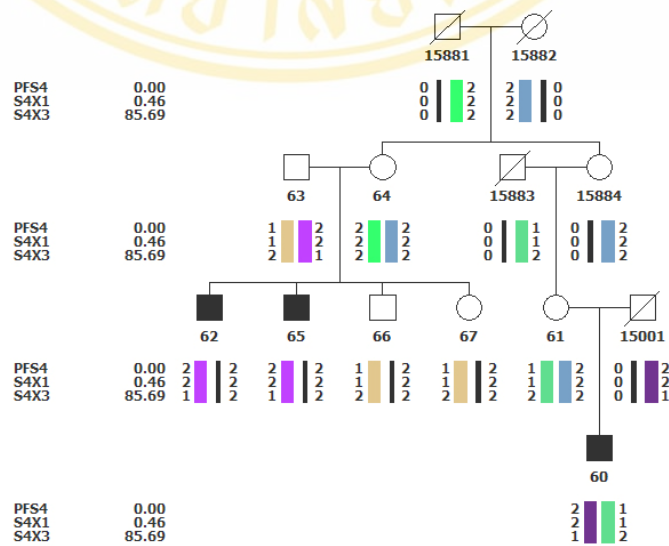 15881 15882
PFS4 0.00 0 2 2 0
S4X1 0.46 0 2 2 0
S4X3 85.69 0 2 2 0
63 64 15883 15884
PFS4 0.00 1 2 2 2 0 1 0 2
S4X1 0.46 1 2 2 2 0 1 0 2
S4X3 85.69 2 1 2 2 0 2 0 2
62 65 66 67 61 15001
PFS4 0.00 2 2 2 2 1 2 1 2 1 2 0 2
S4X1 0.46 2 2 2 2 1 2 1 2 1 2 0 2
S4X3 85.69 1 2 1 2 2 2 2 2 2 2 0 1
60
PFS4 0.00 2 1
S4X1 0.46 2 1
S4X3 85.69 1 2